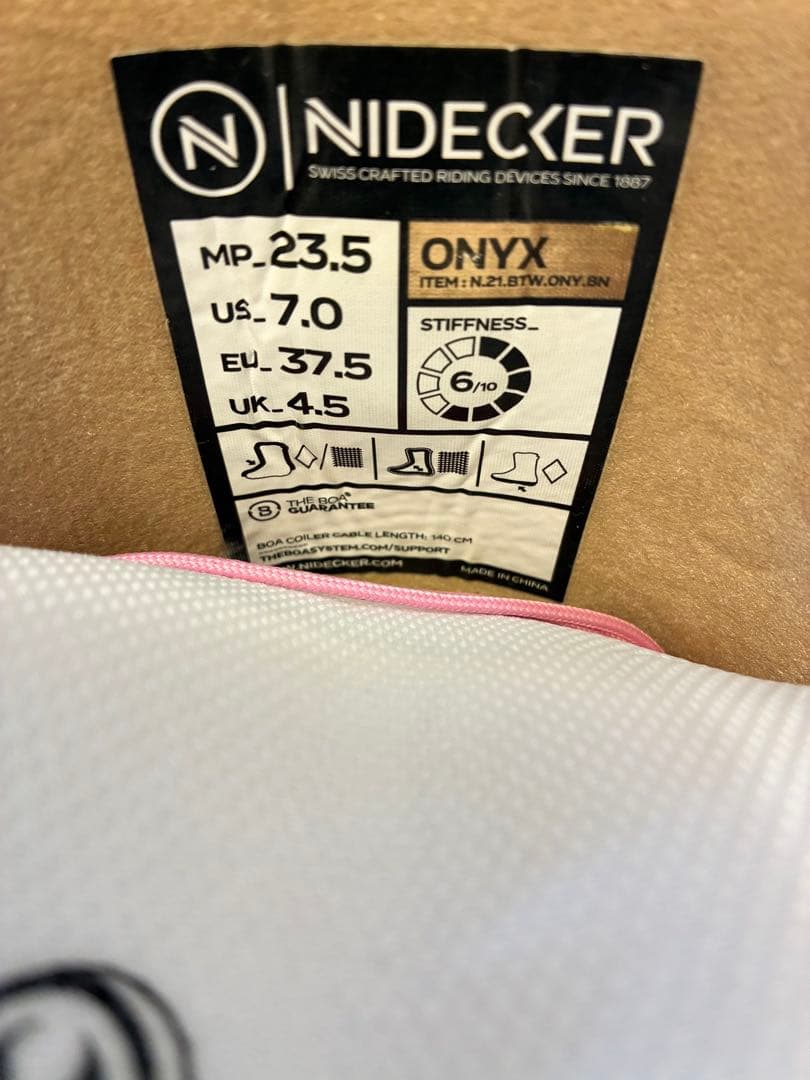 N NIDECKER
SWISS CRAFTED RIDING DEVICES SINCE 1887
MP_23.5
US_7.0
EU_37.5
UK_4.5
ONYX
ITEM : N.21.BTW.ONY.BN
STIFFNESS_
6/10
B THE BOA®
GUARANTEE
BOA COILER CABLE LENGTH: 140 CM
THEBOASYSTEM.COM/SUPPORT
.NIDECKER.COM
MADE IN CHINA